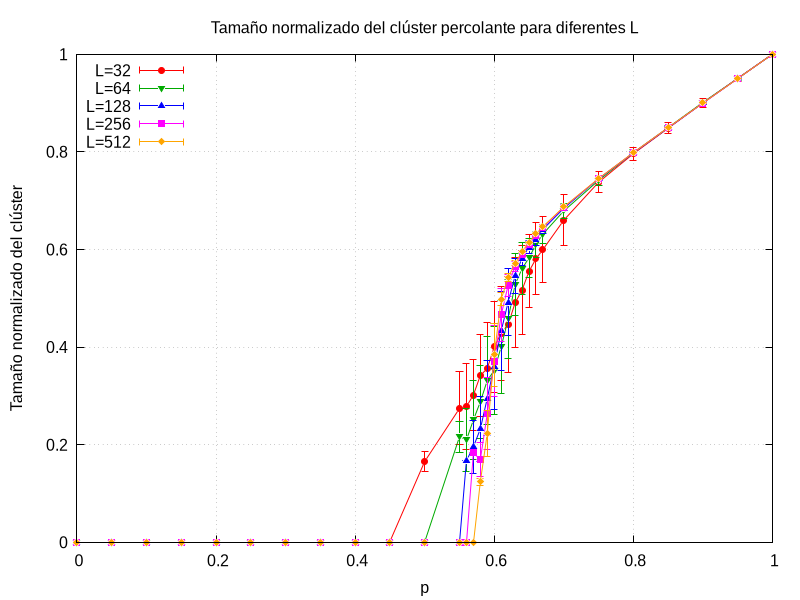 Tamaño normalizado del clúster percolante para diferentes L
L=32
L=64
L=128
L=256
L=512
1
0.8
0.6
0.4
0.2
0
Tamaño normalizado del clúster
0 0.2 0.4 0.6 0.8 1
p